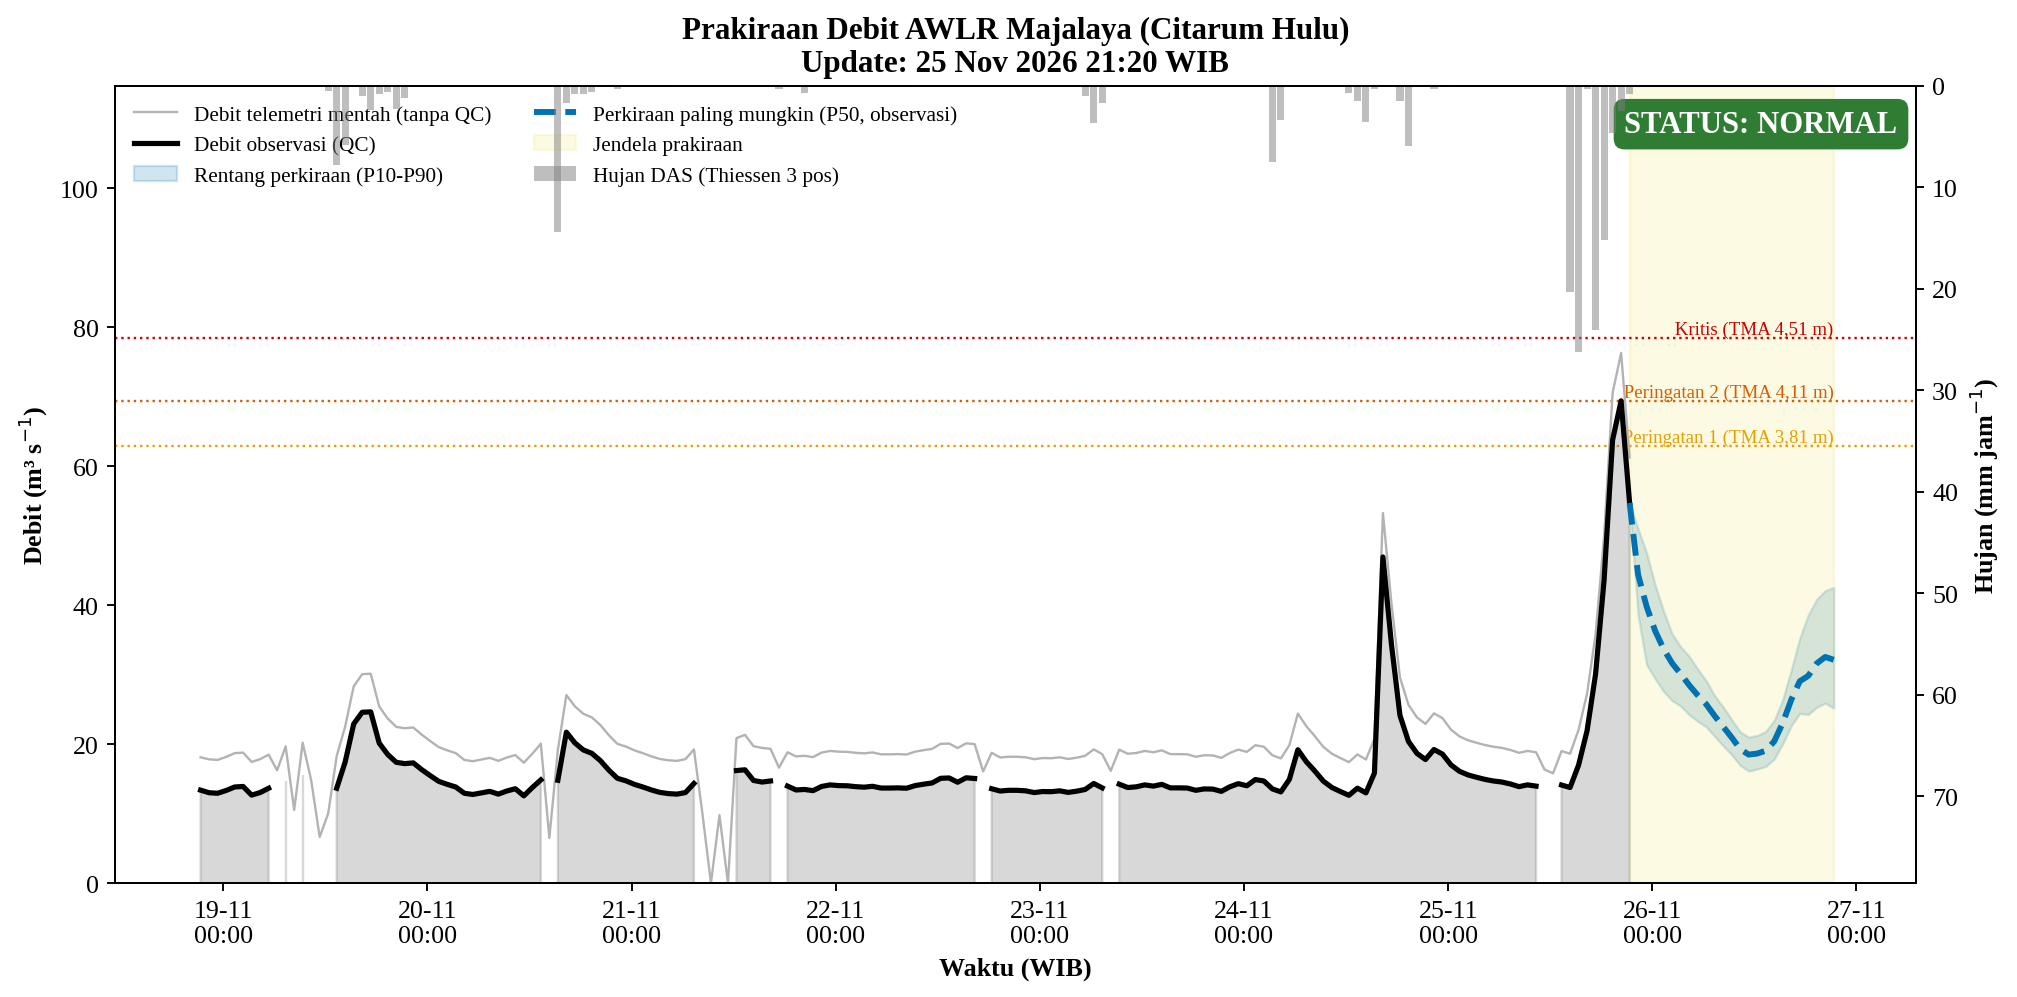 Prakiraan Debit AWLR Majalaya (Citarum Hulu)
Update: 25 Nov 2026 21:20 WIB
Debit telemetri mentah (tanpa QC)
Debit observasi (QC)
Rentang perkiraan (P10-P90)
Perkiraan paling mungkin (P50, observasi)
Jendela prakiraan
Hujan DAS (Thiessen 3 pos)
STATUS: NORMAL
Kritis (TMA 4,51 m)
Peringatan 2 (TMA 4,11 m)
Peringatan 1 (TMA 3,81 m)
Debit (m³ s⁻¹)
100
80
60
40
20
0
Hujan (mm jam⁻¹)
0
10
20
30
40
50
60
70
19-11
00:00
20-11
00:00
21-11
00:00
22-11
00:00
23-11
00:00
24-11
00:00
25-11
00:00
26-11
00:00
27-11
00:00
Waktu (WIB)